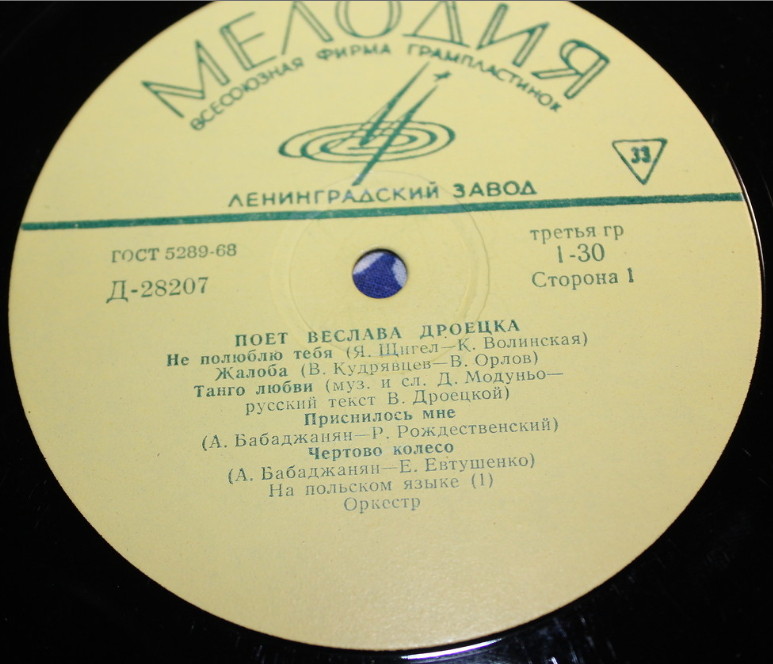 МЕЛОДИЯ
ВСЕСОЮЗНАЯ ФИРМА ГРАМПЛАСТИНОК
33
ЛЕНИНГРАДСКИЙ ЗАВОД
ГОСТ 5289-68
Д-28207
третья гр
1-30
Сторона 1
ПОЕТ ВЕСЛАВА ДРОЕЦКА
Не полюблю тебя (Я. Щигел—К. Волинская)
Жалоба (В. Кудрявцев—В. Орлов)
Танго любви (муз. и сл. Д. Модуньо—
русский текст В. Дроецкой)
Приснилось мне
(А. Бабаджанян—Р. Рождественский)
Чертово колесо
(А. Бабаджанян—Е. Евтушенко)
На польском языке (1)
Оркестр